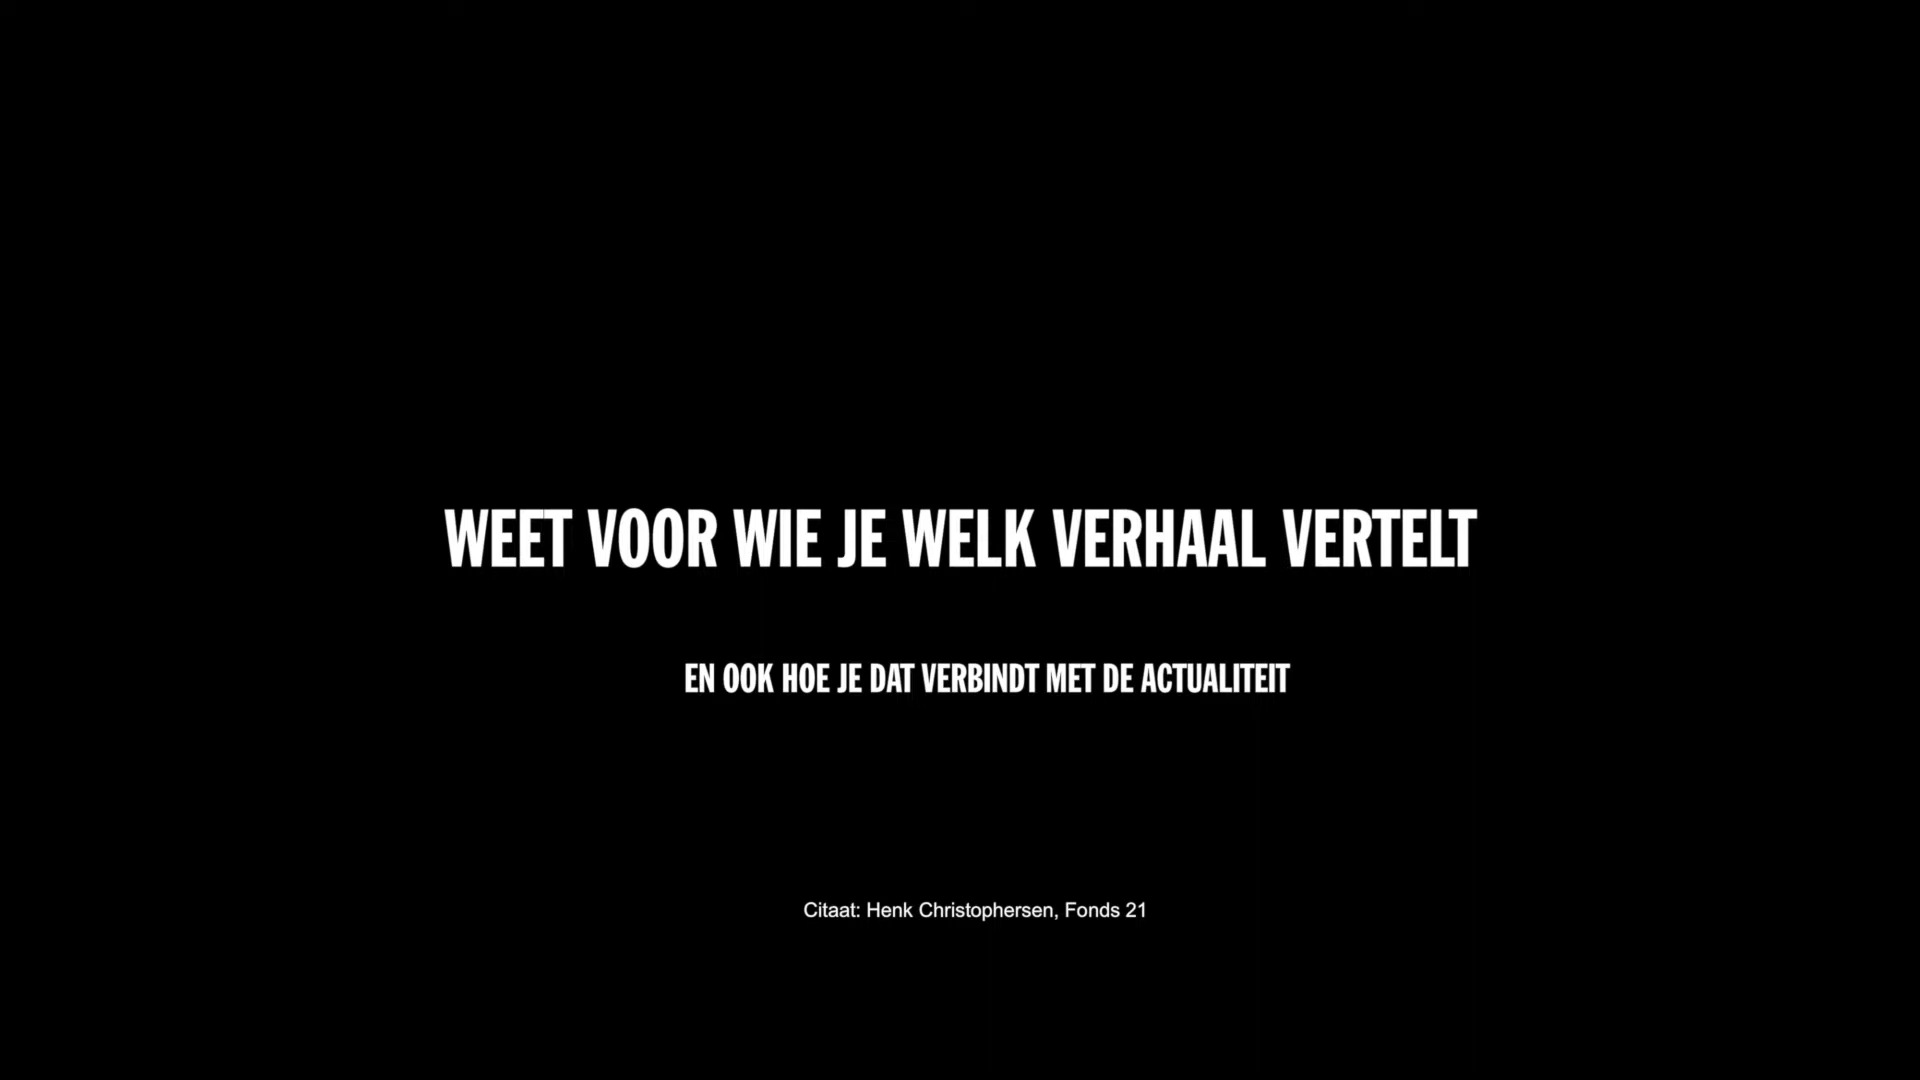 WEET VOOR WIE JE WELK VERHAAL VERTELT
EN OOK HOE JE DAT VERBINDT MET DE ACTUALITEIT
Citaat: Henk Christophersen, Fonds 21